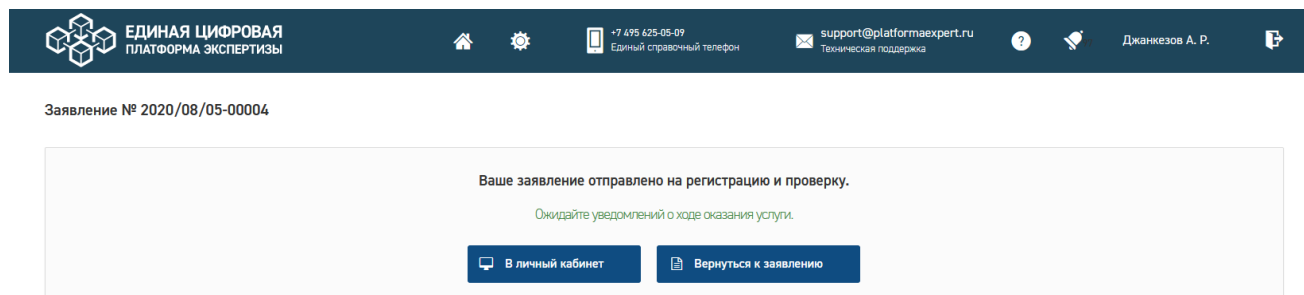 ЕДИНАЯ ЦИФРОВАЯ
ПЛАТФОРМА ЭКСПЕРТИЗЫ
+7 495 625-05-09
Единый справочный телефон
support@platformaexpert.ru
Техническая поддержка
?
Джанкезов А. Р.
Заявление № 2020/08/05-00004
Ваше заявление отправлено на регистрацию и проверку.
Ожидайте уведомлений о ходе оказания услуги.
В личный кабинет
Вернуться к заявлению